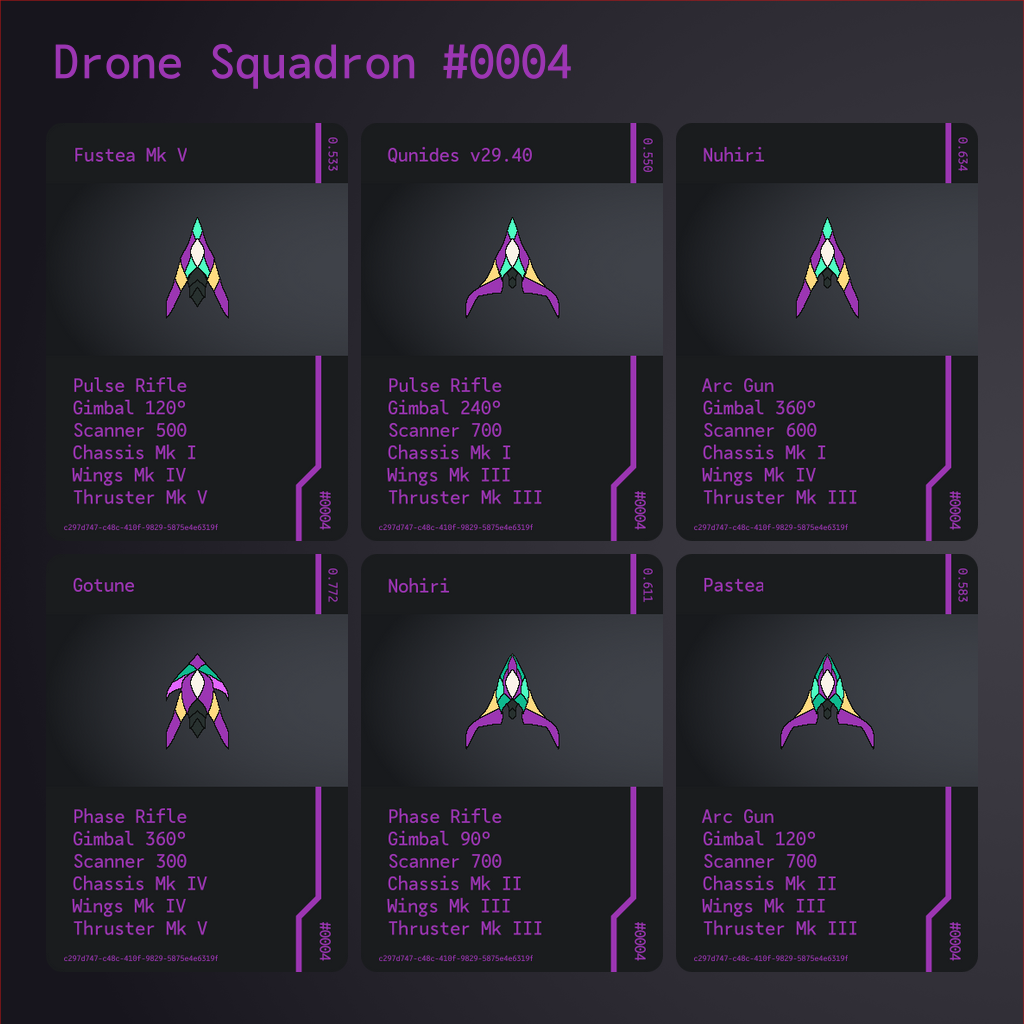 Drone Squadron #0004
Fustea Mk V
0.533
Pulse Rifle
Gimbal 120°
Scanner 500
Chassis Mk I
Wings Mk IV
Thruster Mk V
#0004
c297d747-c48c-410f-9829-5875e4e6319f
Qunides v29.40
0.550
Pulse Rifle
Gimbal 240°
Scanner 700
Chassis Mk I
Wings Mk III
Thruster Mk III
#0004
c297d747-c48c-410f-9829-5875e4e6319f
Nuhiri
0.634
Arc Gun
Gimbal 360°
Scanner 600
Chassis Mk I
Wings Mk IV
Thruster Mk III
#0004
c297d747-c48c-410f-9829-5875e4e6319f
Gotune
0.772
Phase Rifle
Gimbal 360°
Scanner 300
Chassis Mk IV
Wings Mk IV
Thruster Mk V
#0004
c297d747-c48c-410f-9829-5875e4e6319f
Nohiri
0.611
Phase Rifle
Gimbal 90°
Scanner 700
Chassis Mk II
Wings Mk III
Thruster Mk III
#0004
c297d747-c48c-410f-9829-5875e4e6319f
Pastea
0.583
Arc Gun
Gimbal 120°
Scanner 700
Chassis Mk II
Wings Mk III
Thruster Mk III
#0004
c297d747-c48c-410f-9829-5875e4e6319f